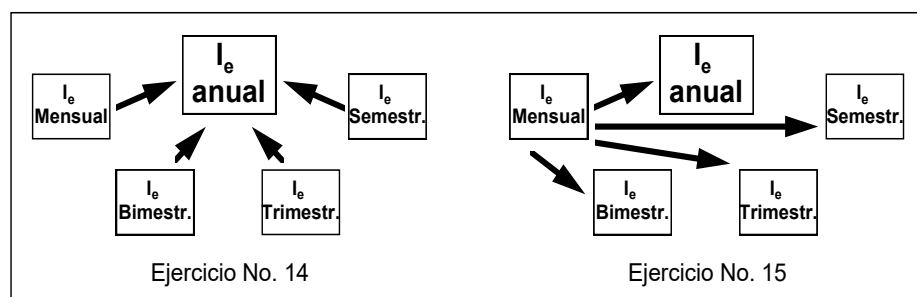 Ie
anual
Ie
Mensual
Ie
Semestr.
Ie
Bimestr.
Ie
Trimestr.
Ejercicio No. 14
Ie
Mensual
Ie
anual
Ie
Semestr.
Ie
Bimestr.
Ie
Trimestr.
Ejercicio No. 15